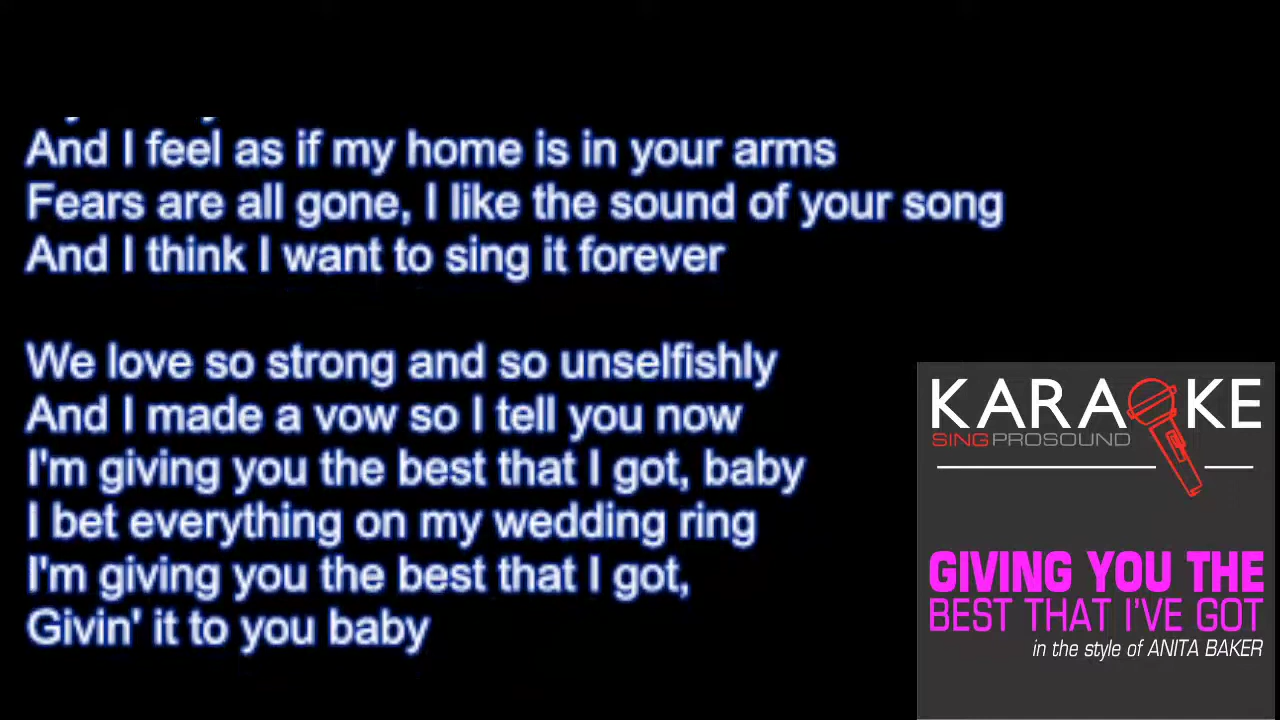 And I feel as if my home is in your arms
Fears are all gone, I like the sound of your song
And I think I want to sing it forever
We love so strong and so unselfishly
And I made a vow so I tell you now
I'm giving you the best that I got, baby
I bet everything on my wedding ring
I'm giving you the best that I got,
Givin' it to you baby
KARAOKE
SINGPROSOUND
GIVING YOU THE
BEST THAT I'VE GOT
in the style of ANITA BAKER